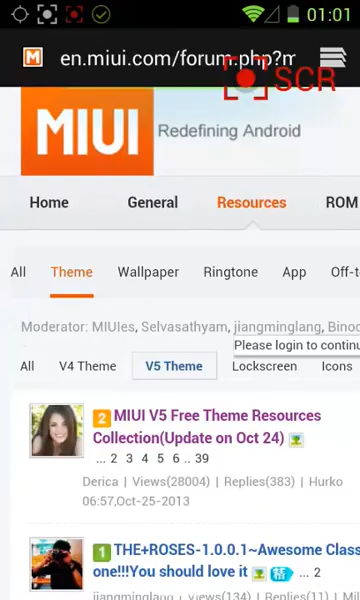 01:01
en.miui.com/forum.php?m
SCR
MIUI Redefining Android
Home General Resources ROM
All Theme Wallpaper Ringtone App Off-t
Moderator: MIUIes, Selvasathyam, jiangminglang, Binoc
Please login to continu
All V4 Theme V5 Theme Lockscreen Icons
2 MIUI V5 Free Theme Resources
Collection(Update on Oct 24)
... 2 3 4 5 6 .. 39
Derica | Views(28004) | Replies(383) | Hurko
06:57,Oct-25-2013
1 THE+ROSES-1.0.0.1~Awesome Class
one!!!You should love it 精 ... 2
jiangminglang | Views(134) | Replies(11) | Mi